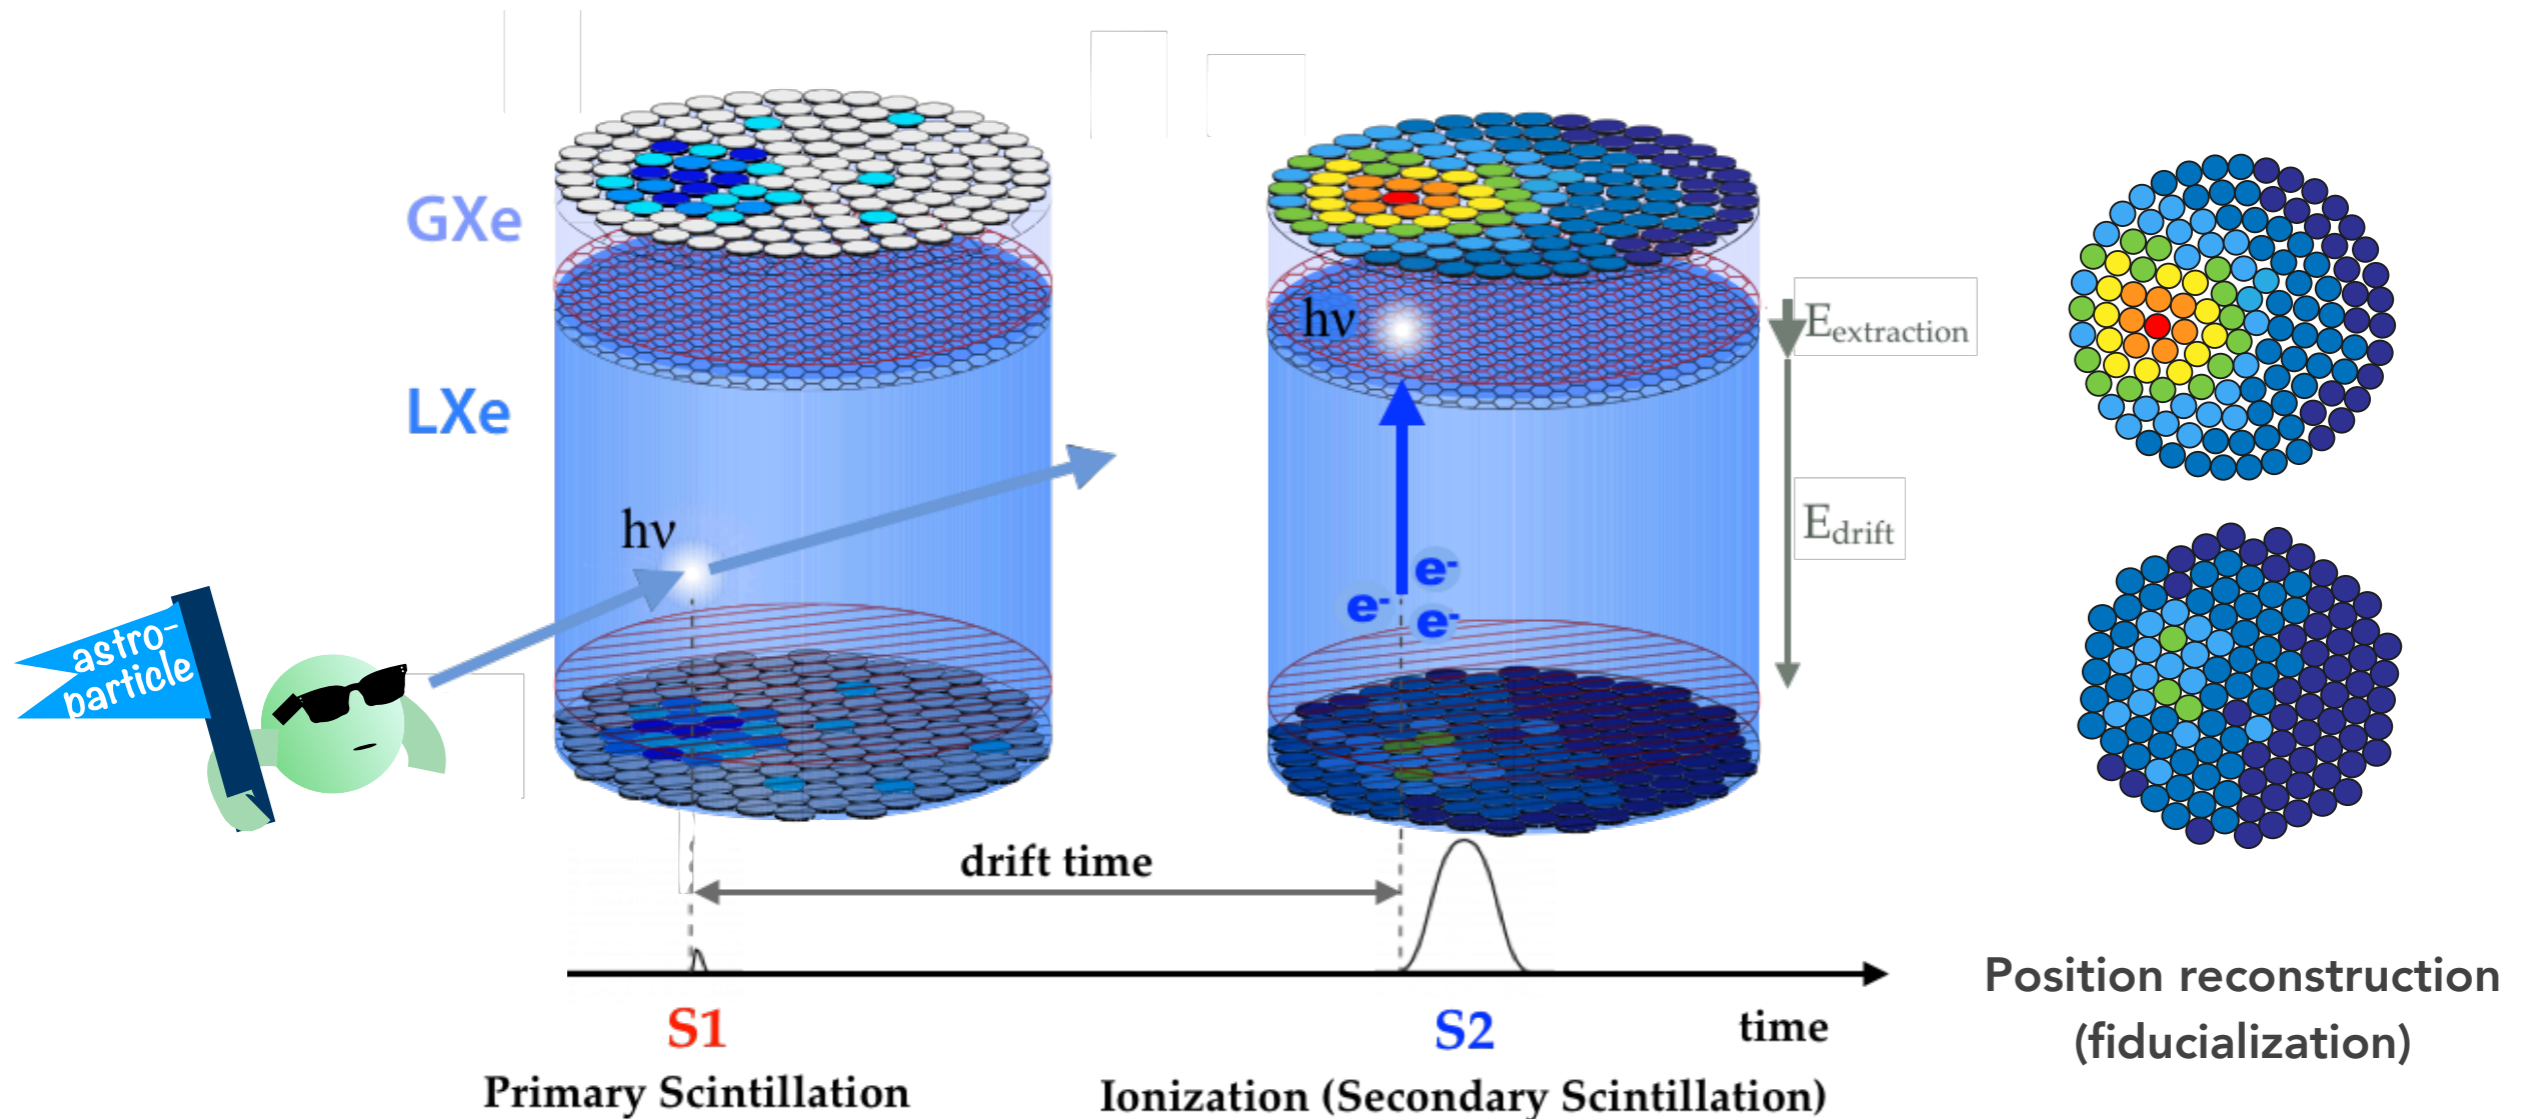 GXe
LXe
hν
astro-
particle
hν
e-
e-
e-
Eextraction
Edrift
drift time
S1
S2
time
Primary Scintillation
Ionization (Secondary Scintillation)
Position reconstruction
(fiducialization)